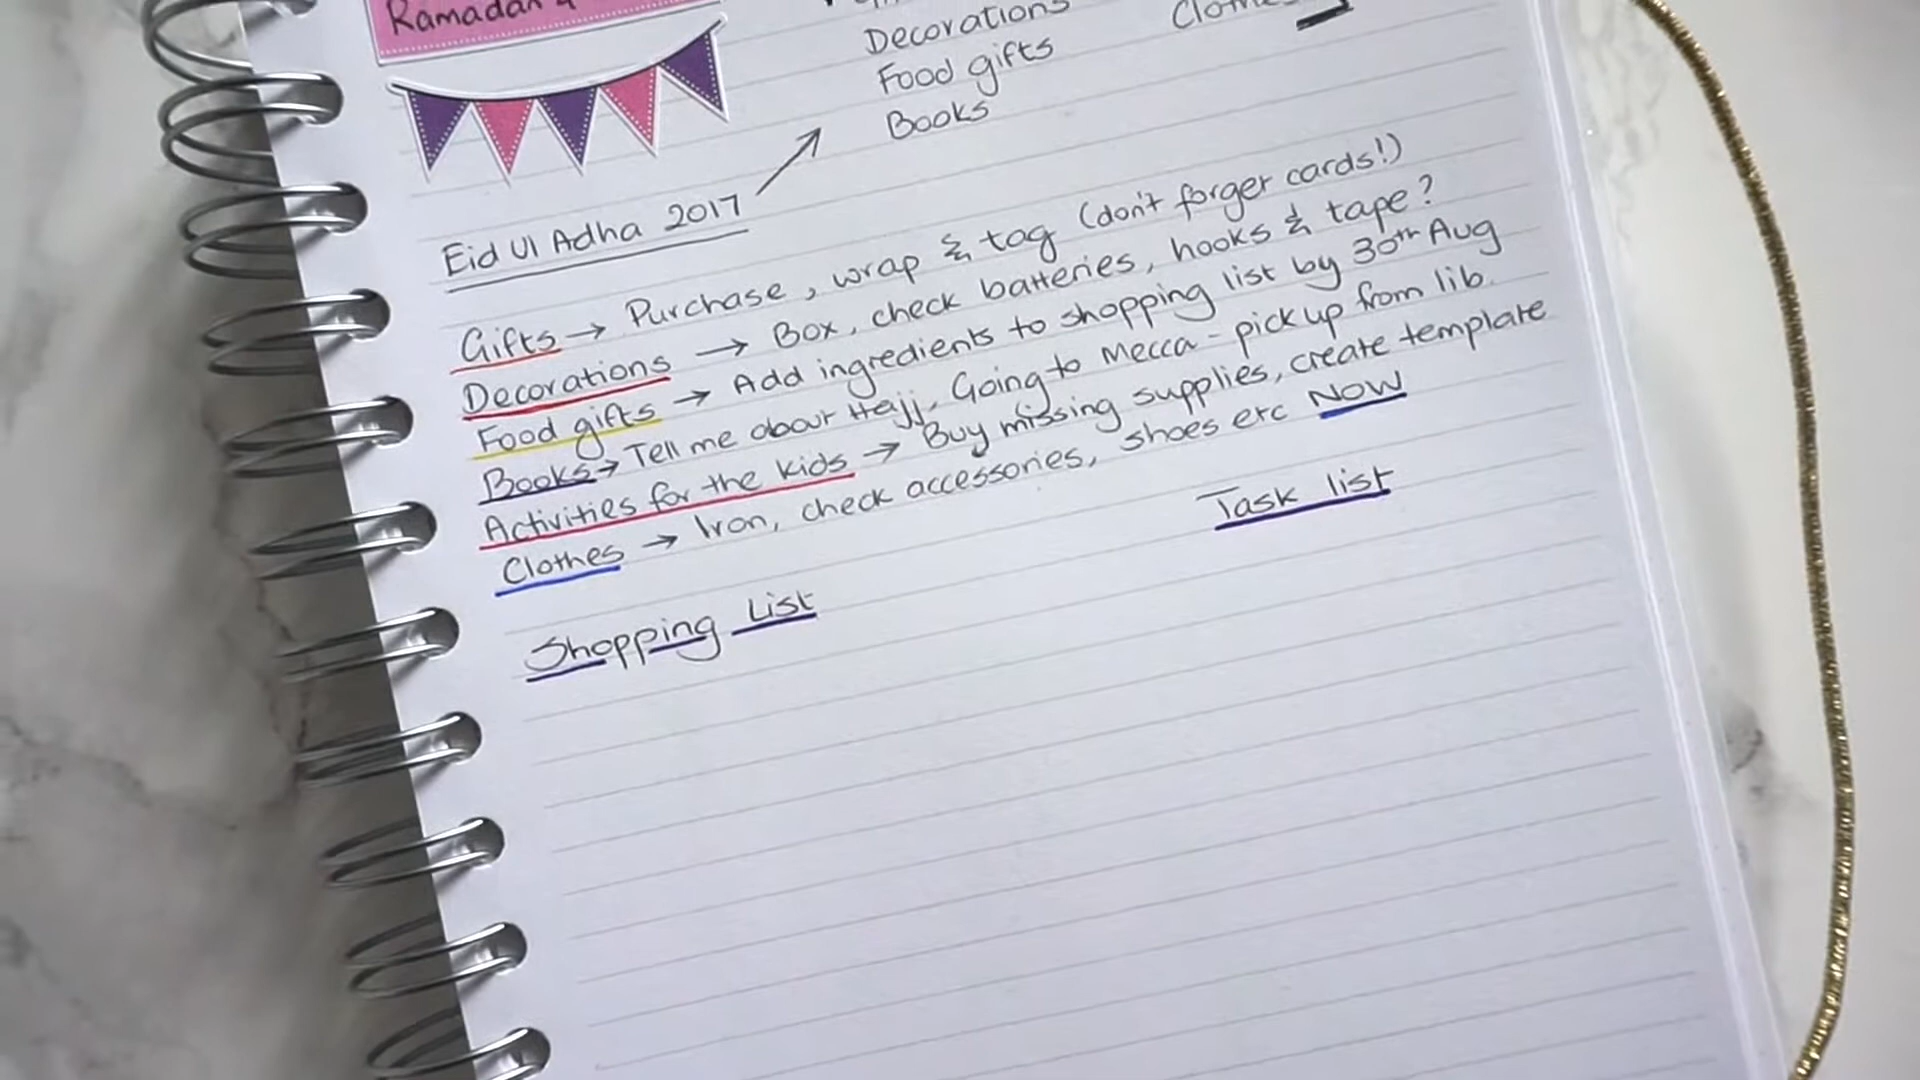 Ramadan &
Decorations
Food gifts
Books
Eid Ul Adha 2017
Gifts → Purchase, wrap & tag (don't forger cards!)
Decorations → Box, check batteries, hooks & tape?
Food gifts → Add ingredients to shopping list by 30th Aug
Books → Tell me about Hajj, Going to Mecca - pick up from lib.
Activities for the kids → Buy missing supplies, create template
Clothes → Iron, check accessories, shoes etc NOW
Task list
Shopping List